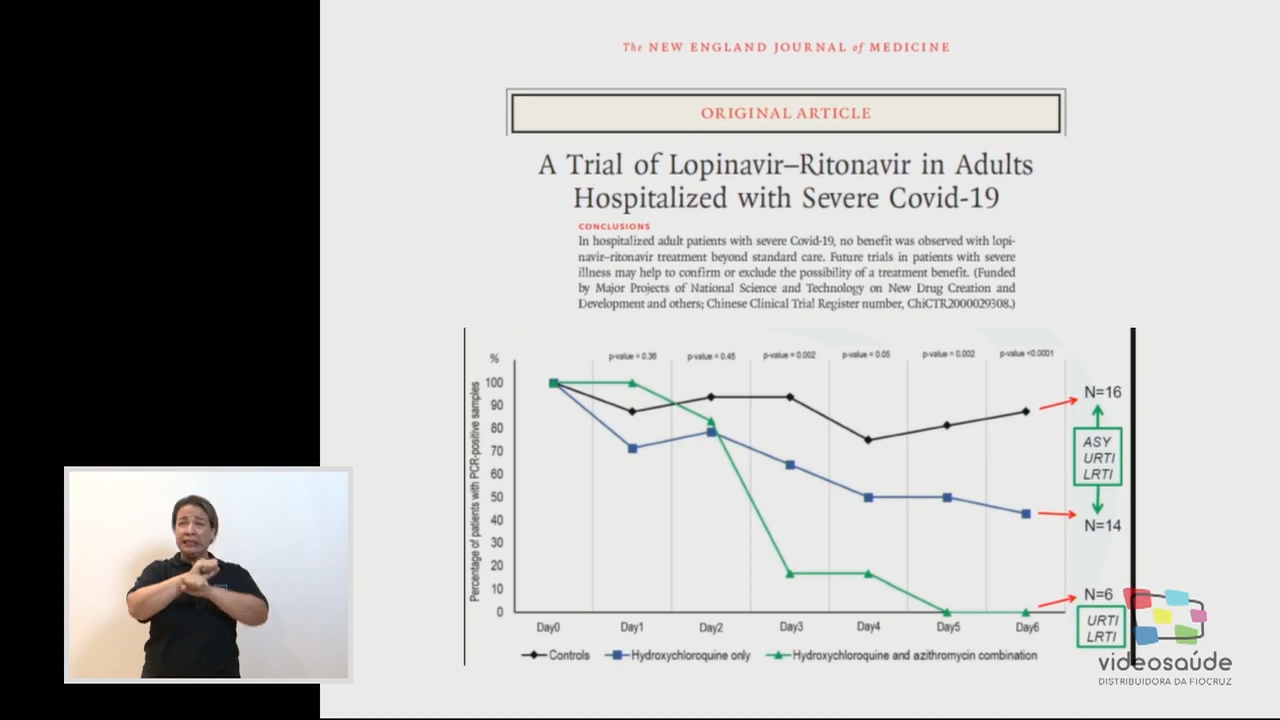 The NEW ENGLAND JOURNAL of MEDICINE
ORIGINAL ARTICLE
A Trial of Lopinavir–Ritonavir in Adults
Hospitalized with Severe Covid-19
CONCLUSIONS
In hospitalized adult patients with severe Covid-19, no benefit was observed with lopi-
navir–ritonavir treatment beyond standard care. Future trials in patients with severe
illness may help to confirm or exclude the possibility of a treatment benefit. (Funded
by Major Projects of National Science and Technology on New Drug Creation and
Development and others; Chinese Clinical Trial Register number, ChiCTR2000029308.)
% p-value = 0.36 p-value = 0.45 p-value = 0.002 p-value = 0.05 p-value = 0.002 p-value <0.0001
Percentage of patients with PCR-positive samples
100
90
80
70
60
50
40
30
20
10
0
Day0 Day1 Day2 Day3 Day4 Day5 Day6
Controls Hydroxychloroquine only Hydroxychloroquine and azithromycin combination
N=16
ASY
URTI
LRTI
N=14
N=6
URTI
LRTI
videosaúde
DISTRIBUIDORA DA FIOCRUZ